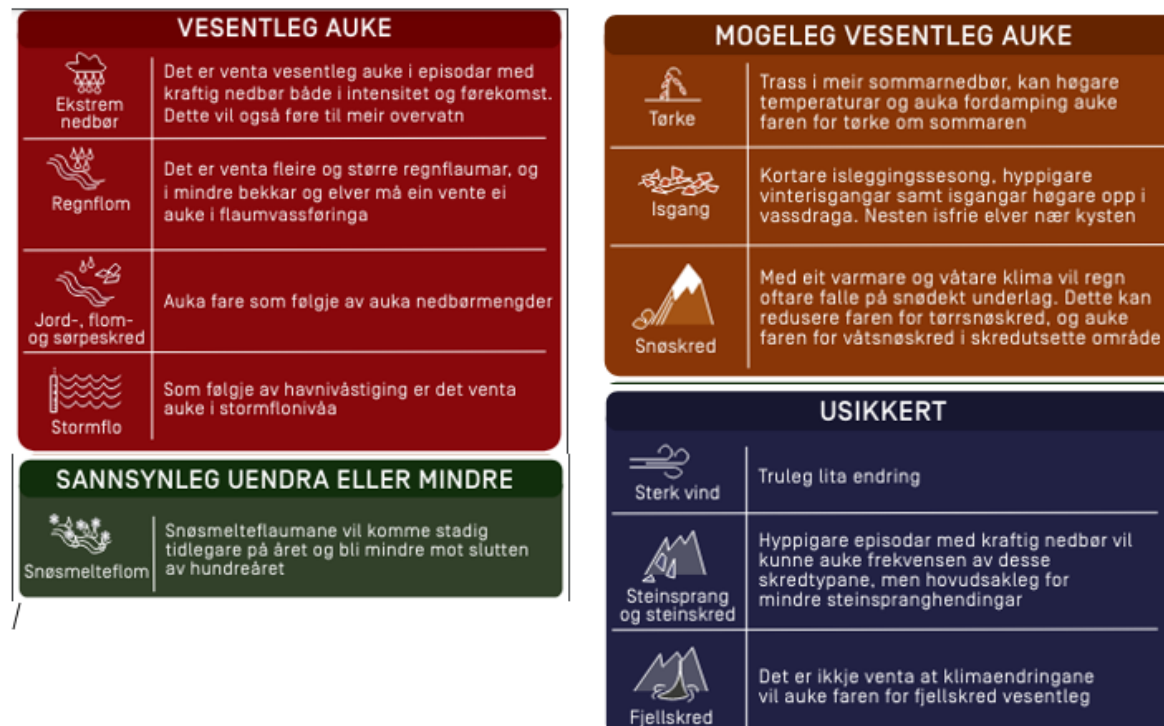 VESENTLEG AUKE
Ekstrem
nedbør
Det er venta vesentleg auke i episodar med
kraftig nedbør både i intensitet og førekomst.
Dette vil også føre til meir overvatn
Regnflom
Det er venta fleire og større regnflaumar, og
i mindre bekkar og elver må ein vente ei
auke i flaumvassføringa
Jord-, flom-
og sørpeskred
Auka fare som følgje av auka nedbørmengder
Stormflo
Som følgje av havnivåstiging er det venta
auke i stormflonivåa
SANNSYNLEG UENDRA ELLER MINDRE
Snøsmelteflom
Snøsmelteflaumane vil komme stadig
tidlegare på året og bli mindre mot slutten
av hundreåret
/
MOGELEG VESENTLEG AUKE
Tørke
Trass i meir sommarnedbør, kan høgare
temperaturar og auka fordamping auke
faren for tørke om sommaren
Isgang
Kortare isleggingssesong, hyppigare
vinterisgangar samt isgangar høgare opp i
vassdraga. Nesten isfrie elver nær kysten
Snøskred
Med eit varmare og våtare klima vil regn
oftare falle på snødekt underlag. Dette kan
redusere faren for tørrsnøskred, og auke
faren for våtsnøskred i skredutsette område
USIKKERT
Sterk vind
Truleg lita endring
Steinsprang
og steinskred
Hyppigare episodar med kraftig nedbør vil
kunne auke frekvensen av desse
skredtypane, men hovudsakleg for
mindre steinspranghendingar
Fjellskred
Det er ikkje venta at klimaendringane
vil auke faren for fjellskred vesentleg